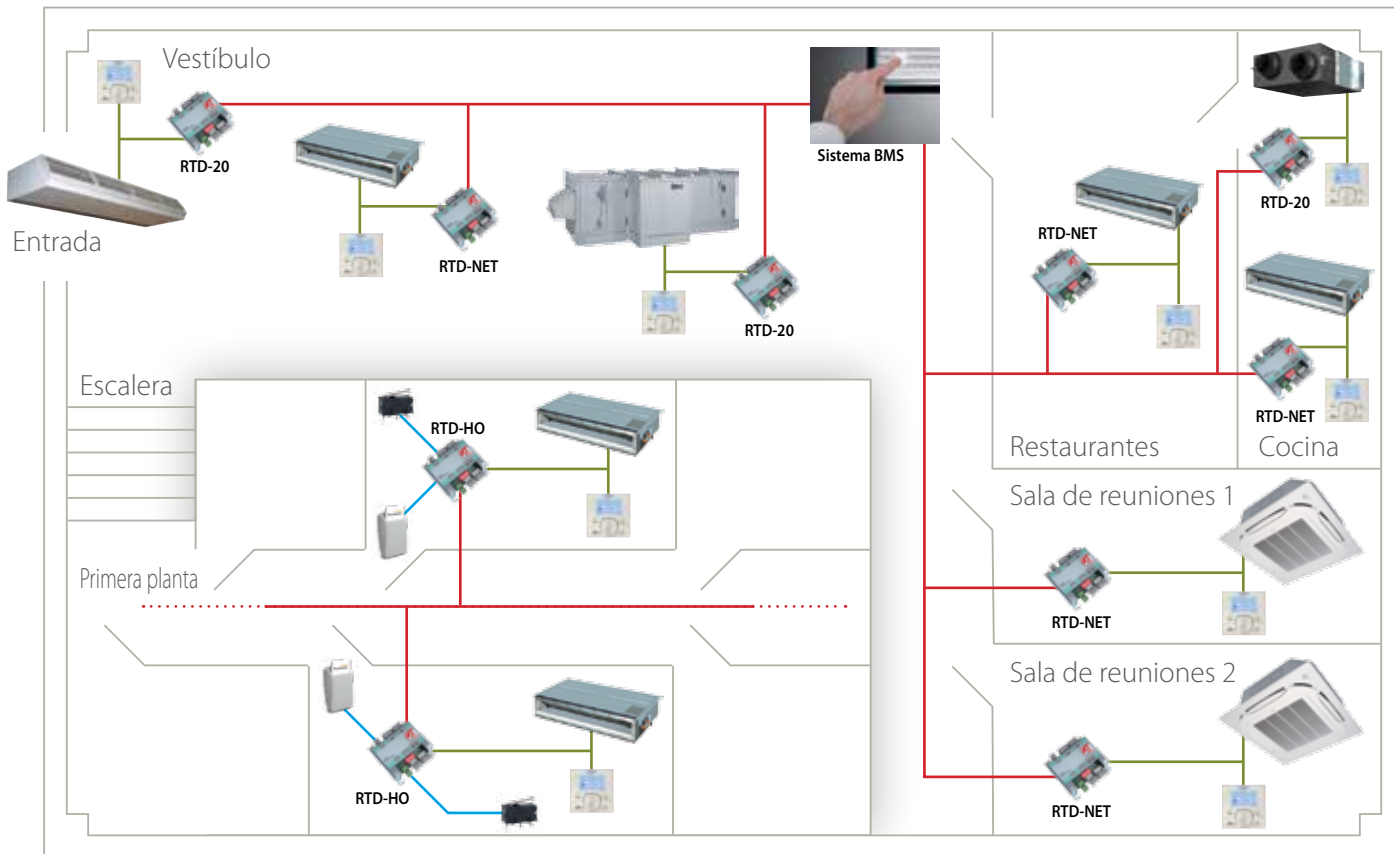 Vestíbulo
RTD-20
Entrada
RTD-NET
RTD-20
Sistema BMS
RTD-NET
RTD-20
RTD-NET
Restaurantes
Cocina
Escalera
RTD-HO
Primera planta
RTD-HO
Sala de reuniones 1
RTD-NET
Sala de reuniones 2
RTD-NET